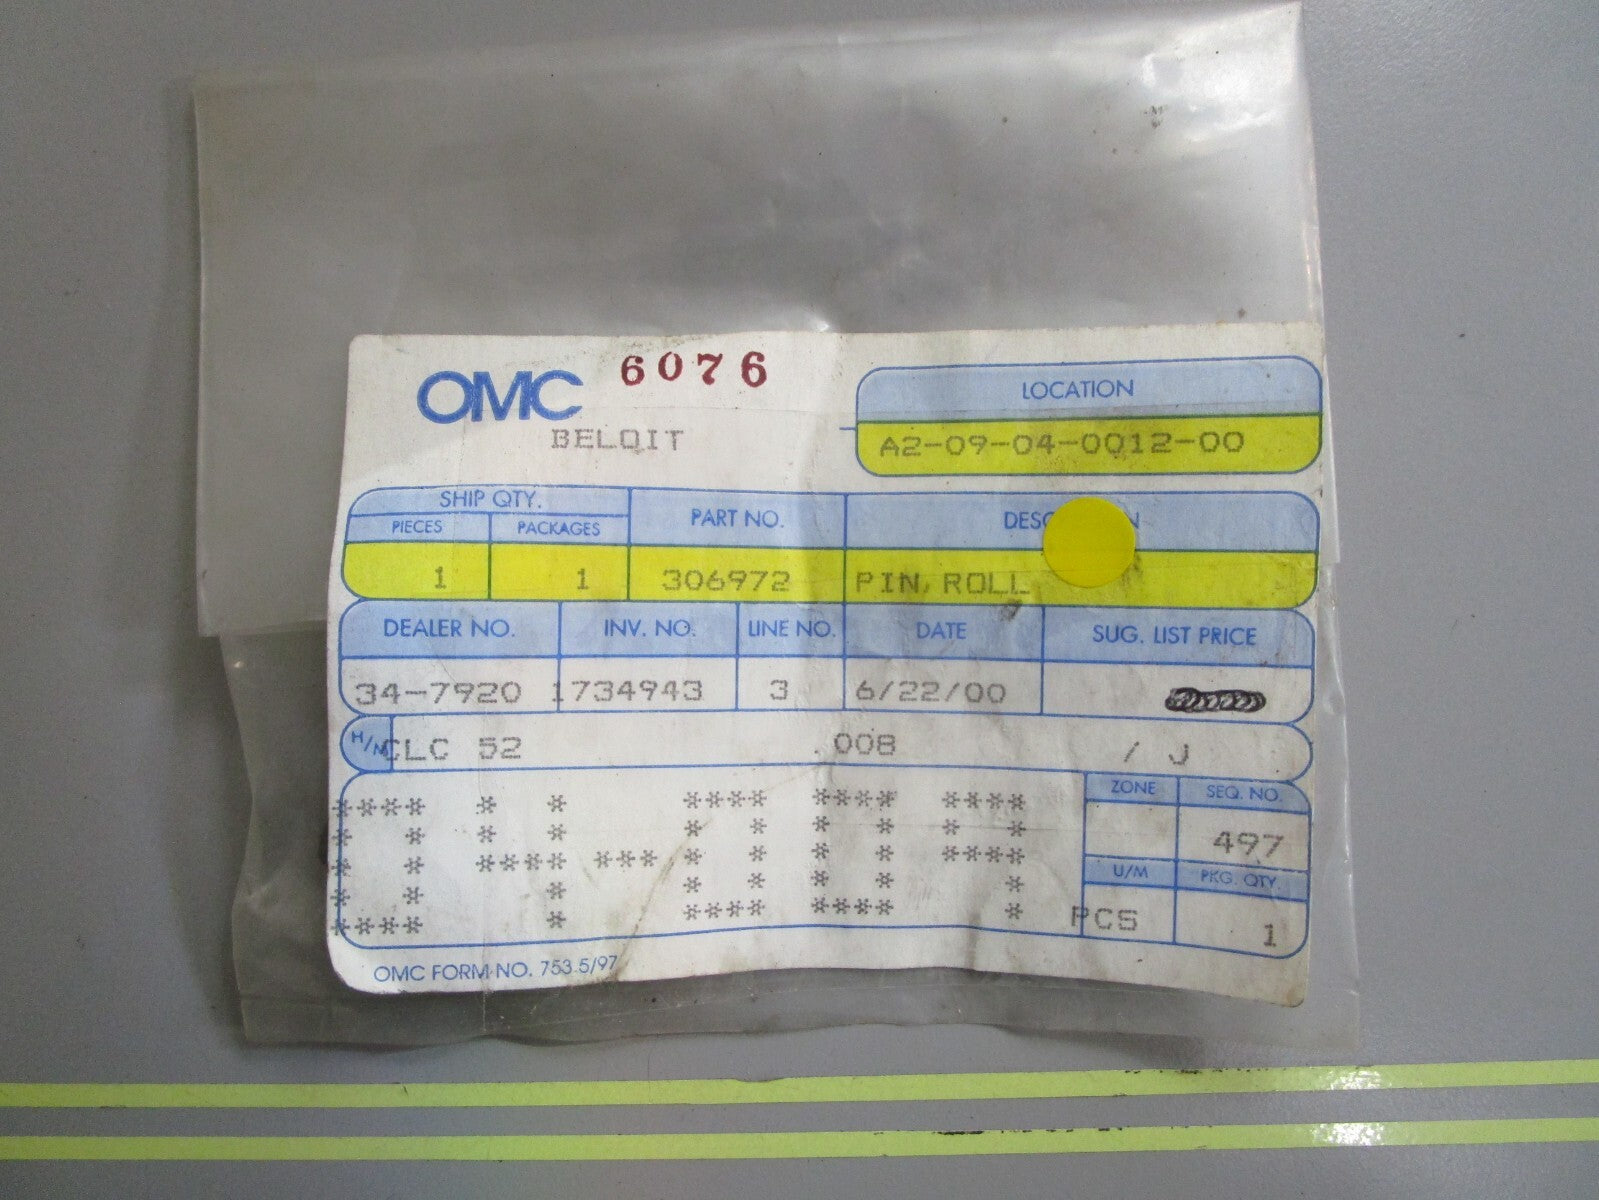 OMC 6076
BELOIT
LOCATION
A2-09-04-0012-00
SHIP QTY.
PIECES PACKAGES PART NO.
1 1 306972 PIN, ROLL
DEALER NO. INV. NO. LINE NO. DATE SUG. LIST PRICE
34-7920 1734943 3 6/22/00
H/M CLC 52 .008 / J
ZONE SEQ. NO.
497
U/M PKG. QTY.
PCS 1
04-009
OMC FORM NO. 753 5/97